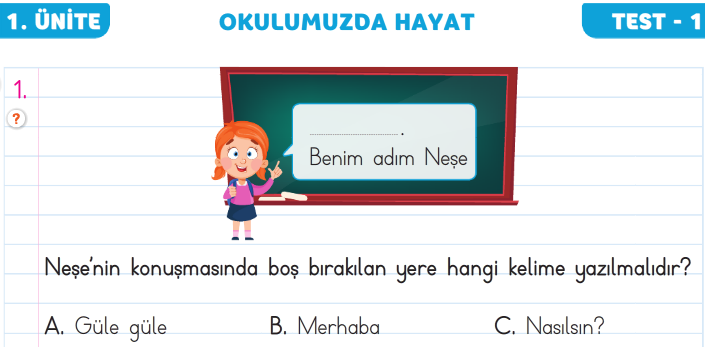 1. ÜNİTE OKULUMUZDA HAYAT TEST - 1
1.
?
..............................
Benim adım Neşe
Neşe'nin konuşmasında boş bırakılan yere hangi kelime yazılmalıdır?
A. Güle güle B. Merhaba C. Nasılsın?